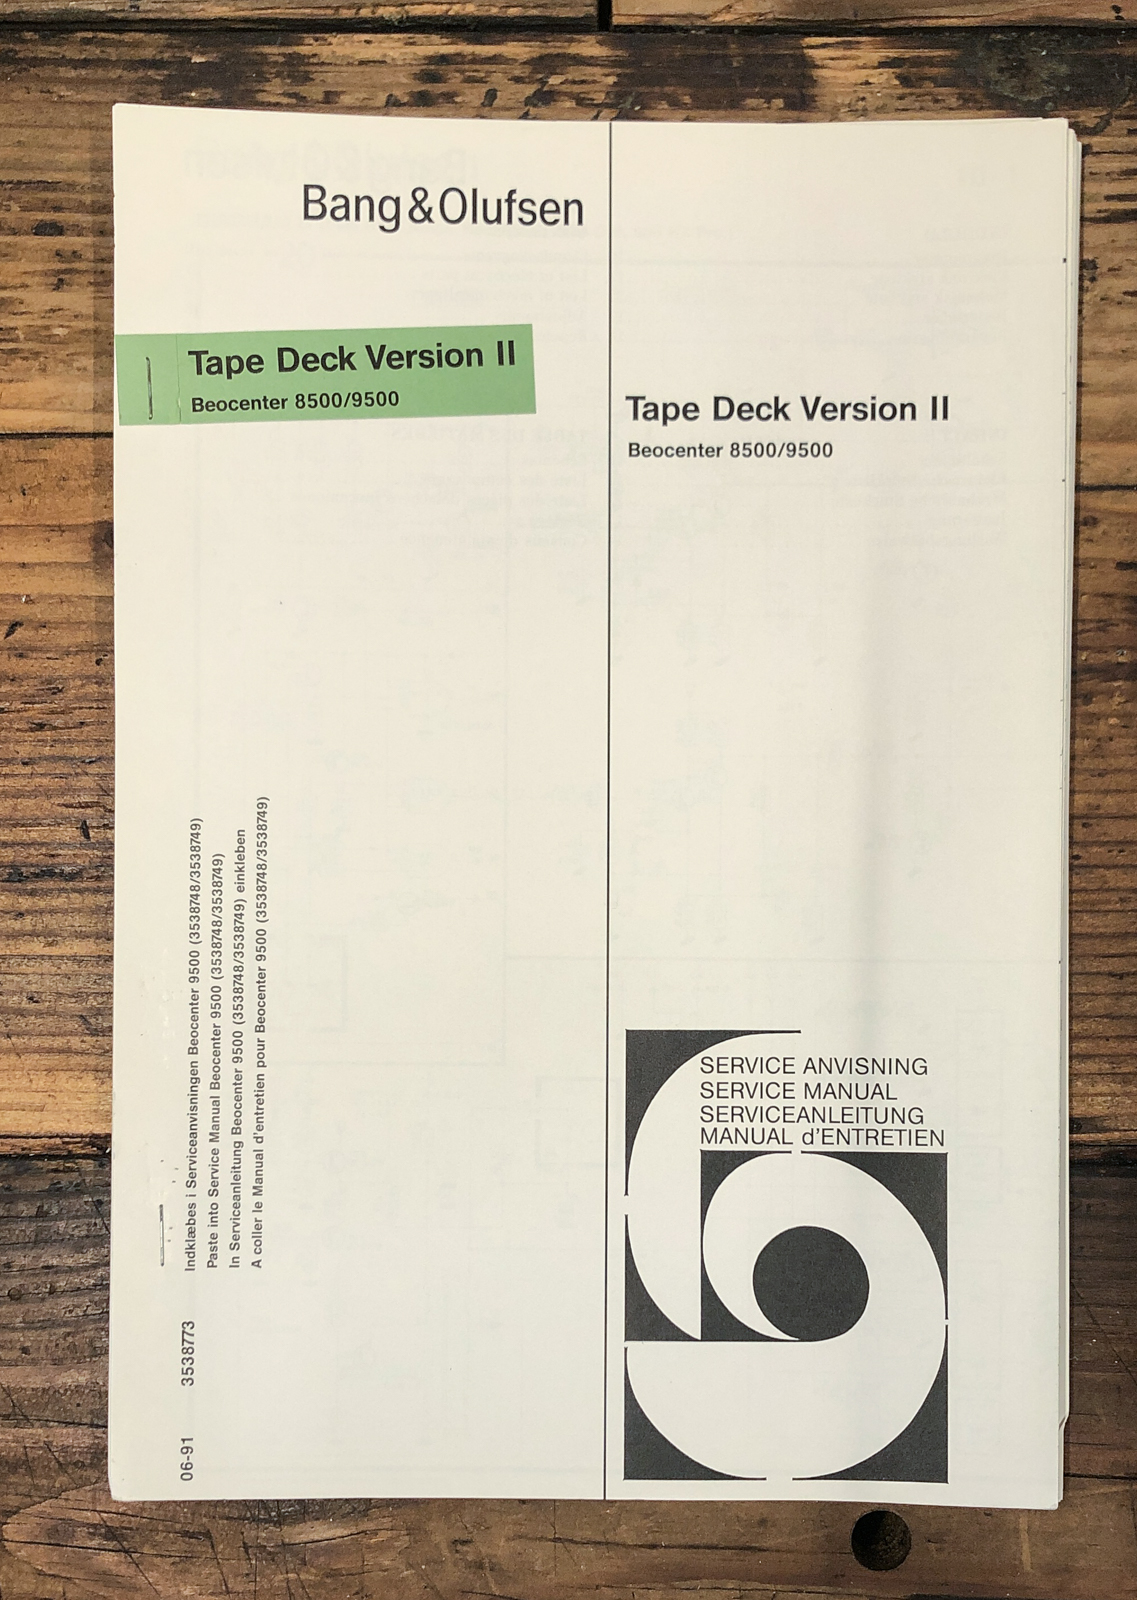 Bang&Olufsen
Tape Deck Version II
Beocenter 8500/9500
Tape Deck Version II
Beocenter 8500/9500
Indklæbes i Serviceanvisningen Beocenter 9500 (3538748/3538749)
Paste into Service Manual Beocenter 9500 (3538748/3538749)
In Serviceanleitung Beocenter 9500 (3538748/3538749) einkleben
A coller le Manual d'entretien pour Beocenter 9500 (3538748/3538749)
06-91 3538773
SERVICE ANVISNING
SERVICE MANUAL
SERVICEANLEITUNG
MANUAL d'ENTRETIEN